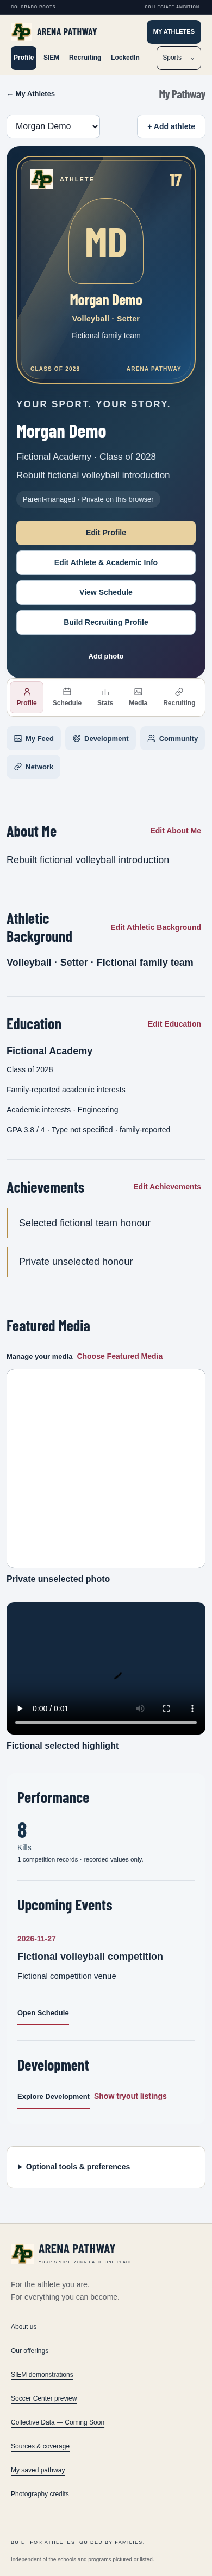 COLORADO ROOTS.
COLLEGIATE AMBITION.
AP
ARENA PATHWAY
MY ATHLETES
Profile
SIEM
Recruiting
LockedIn
Sports
← My Athletes
My Pathway
Morgan Demo
+ Add athlete
AP
ATHLETE
17
MD
Morgan Demo
Volleyball · Setter
Fictional family team
CLASS OF 2028
ARENA PATHWAY
YOUR SPORT. YOUR STORY.
Morgan Demo
Fictional Academy · Class of 2028
Rebuilt fictional volleyball introduction
Parent-managed · Private on this browser
Edit Profile
Edit Athlete & Academic Info
View Schedule
Build Recruiting Profile
Add photo
Profile
Schedule
Stats
Media
Recruiting
My Feed
Development
Community
Network
About Me
Edit About Me
Rebuilt fictional volleyball introduction
Athletic
Background
Edit Athletic Background
Volleyball · Setter · Fictional family team
Education
Edit Education
Fictional Academy
Class of 2028
Family-reported academic interests
Academic interests · Engineering
GPA 3.8 / 4 · Type not specified · family-reported
Achievements
Edit Achievements
Selected fictional team honour
Private unselected honour
Featured Media
Manage your media
Choose Featured Media
Private unselected photo
0:00 / 0:01
Fictional selected highlight
Performance
8
Kills
1 competition records · recorded values only.
Upcoming Events
2026-11-27
Fictional volleyball competition
Fictional competition venue
Open Schedule
Development
Explore Development
Show tryout listings
Optional tools & preferences
AP
ARENA PATHWAY
YOUR SPORT. YOUR PATH. ONE PLACE.
For the athlete you are.
For everything you can become.
About us
Our offerings
SIEM demonstrations
Soccer Center preview
Collective Data — Coming Soon
Sources & coverage
My saved pathway
Photography credits
BUILT FOR ATHLETES. GUIDED BY FAMILIES.
Independent of the schools and programs pictured or listed.